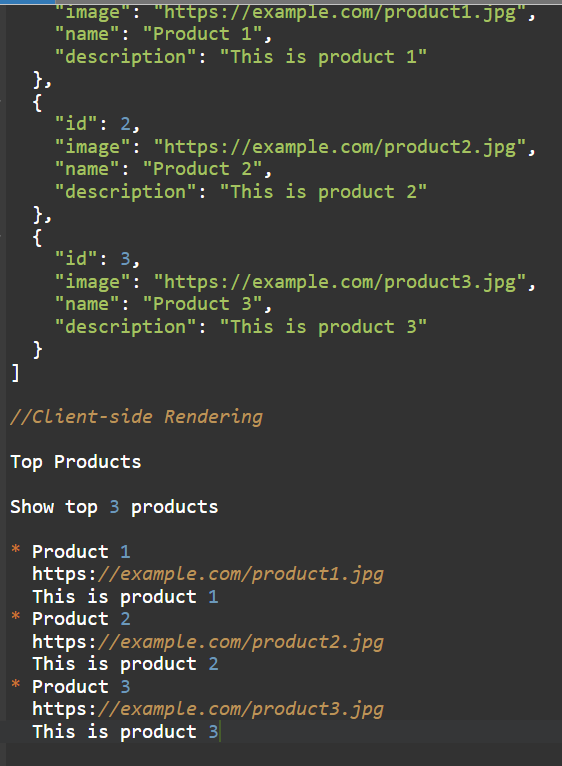 "image": "https://example.com/product1.jpg",
"name": "Product 1",
"description": "This is product 1"
},
{
"id": 2,
"image": "https://example.com/product2.jpg",
"name": "Product 2",
"description": "This is product 2"
},
{
"id": 3,
"image": "https://example.com/product3.jpg",
"name": "Product 3",
"description": "This is product 3"
}
]
//Client-side Rendering
Top Products
Show top 3 products
* Product 1
https://example.com/product1.jpg
This is product 1
* Product 2
https://example.com/product2.jpg
This is product 2
* Product 3
https://example.com/product3.jpg
This is product 3